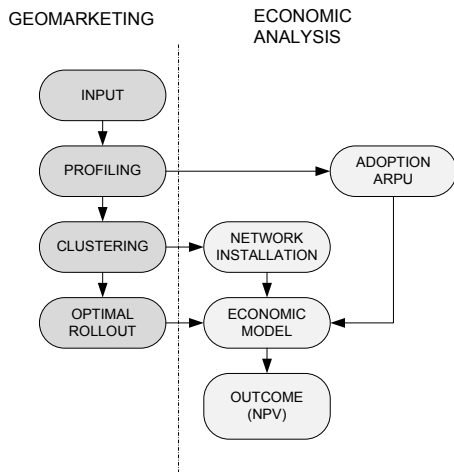 GEOMARKETING
ECONOMIC
ANALYSIS
INPUT
PROFILING
ADOPTION
ARPU
CLUSTERING
NETWORK
INSTALLATION
OPTIMAL
ROLLOUT
ECONOMIC
MODEL
OUTCOME
(NPV)